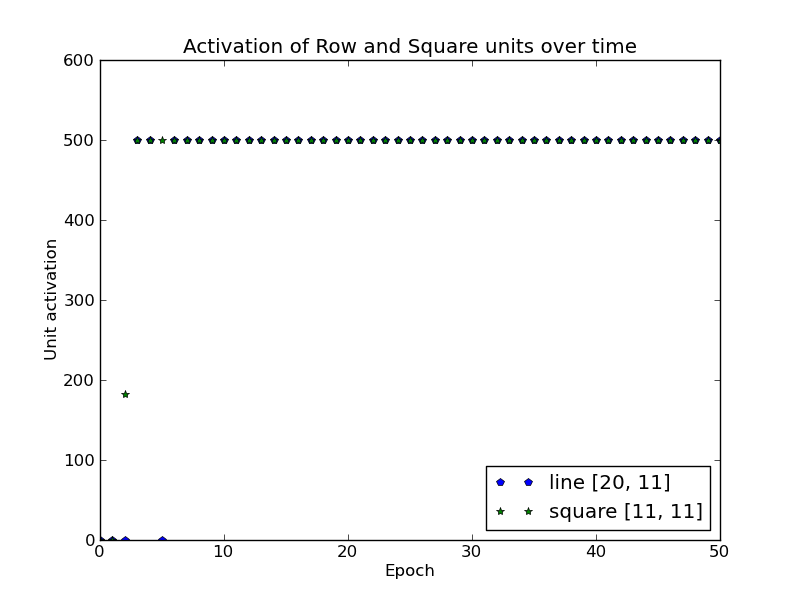 Activation of Row and Square units over time
600
500
400
300
200
100
0
Unit activation
0 10 20 30 40 50
Epoch
line [20, 11]
square [11, 11]